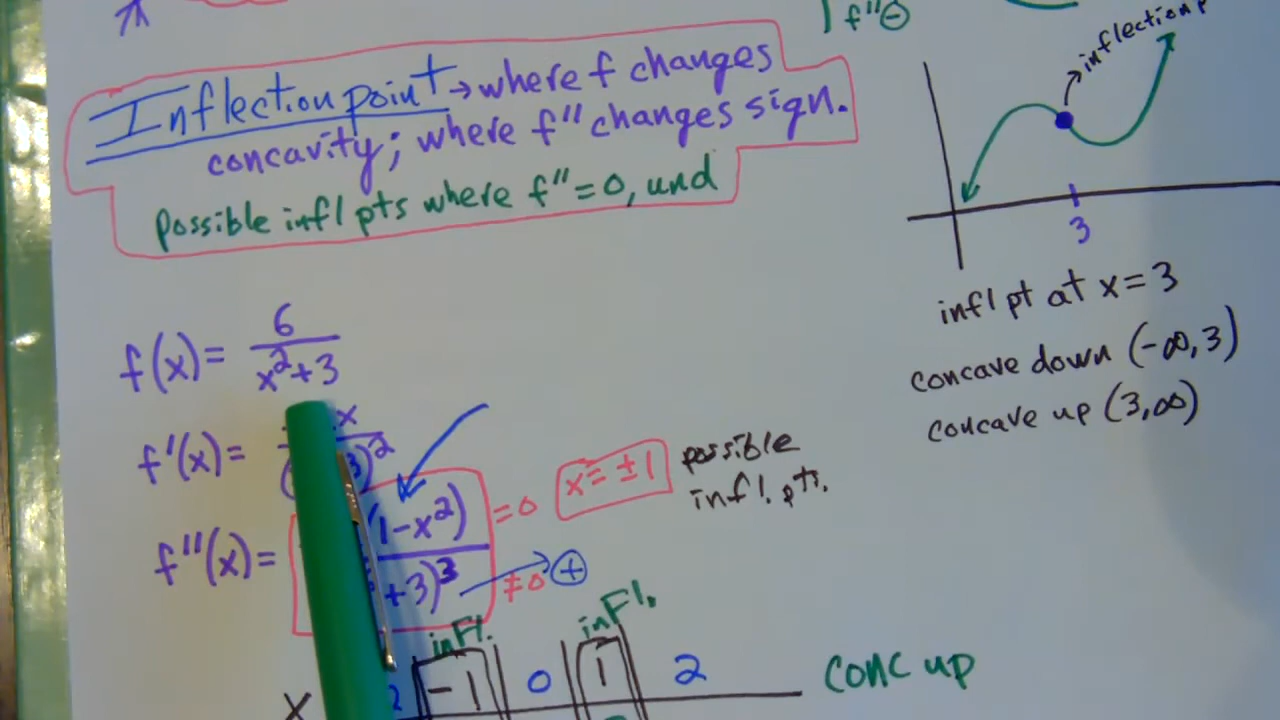 Inflection point → where f changes
concavity; where f" changes sign.
possible infl pts where f" = 0, und
f(x) = 6 / x² + 3
f'(x) = x / 3)²
f"(x) = (1 - x²) / + 3)³ = 0 x = ±1 possible
infl. pts.
≠ 0 ⊕
infl. infl.
x -1 0 1 2 conc up
f" ⊖
inflection p
3
infl pt at x = 3
concave down (-∞, 3)
concave up (3, ∞)